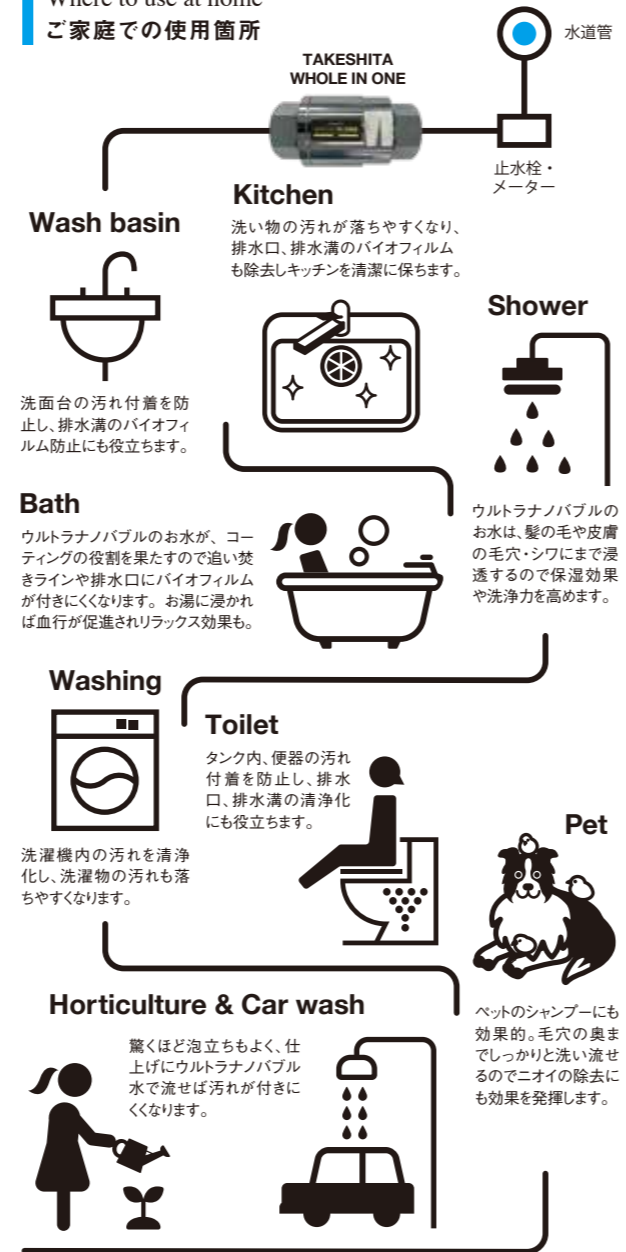 Where to use at home
ご家庭での使用箇所
水道管
TAKESHITA
WHOLE IN ONE
止水栓・
メーター
Kitchen
洗い物の汚れが落ちやすくなり、
排水口、排水溝のバイオフィルム
も除去しキッチンを清潔に保ちます。
Wash basin
洗面台の汚れ付着を防
止し、排水溝のバイオフィ
ルム防止にも役立ちます。
Shower
ウルトラナノバブルの
お水は、髪の毛や皮膚
の毛穴・シワにまで浸
透するので保湿効果
や洗浄力を高めます。
Bath
ウルトラナノバブルのお水が、コー
ティングの役割を果たすので追い焚
きラインや排水口にバイオフィルム
が付きにくくなります。お湯に浸かれ
ば血行が促進されリラックス効果も。
Washing
洗濯機内の汚れを清浄
化し、洗濯物の汚れも落
ちやすくなります。
Toilet
タンク内、便器の汚れ
付着を防止し、排水
口、排水溝の清浄化
にも役立ちます。
Pet
ペットのシャンプーにも
効果的。毛穴の奥ま
でしっかりと洗い流せ
るのでニオイの除去に
も効果を発揮します。
Horticulture & Car wash
驚くほど泡立ちもよく、仕
上げにウルトラナノバブル
水で流せば汚れが付きに
くくなります。